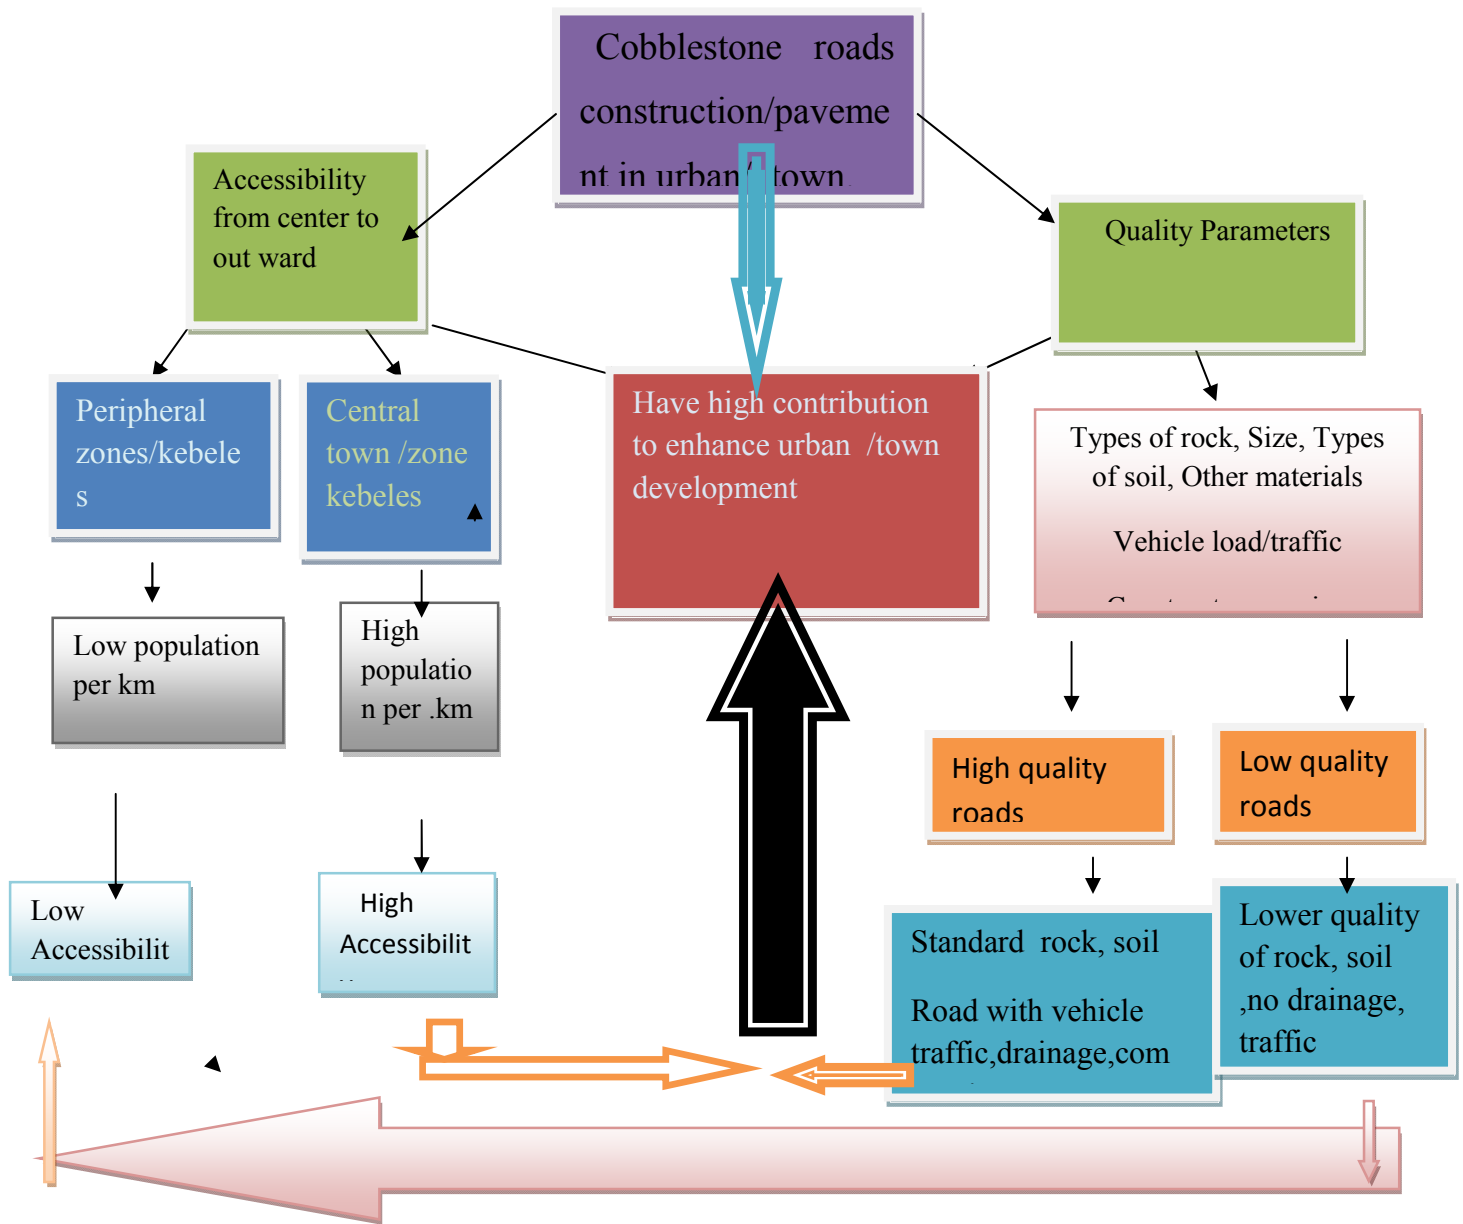 Cobblestone roads
construction/paveme
nt in urban/ town.
Accessibility
from center to
out ward
Quality Parameters
Peripheral
zones/kebele
s
Central
town /zone
kebeles
Have high contribution
to enhance urban /town
development
Types of rock, Size, Types
of soil, Other materials
Vehicle load/traffic
Low population
per km
High
populatio
n per .km
High quality
roads
Low quality
roads
Low
Accessibilit
High
Accessibilit
Standard rock, soil
Road with vehicle
traffic,drainage,com
Lower quality
of rock, soil
,no drainage,
traffic